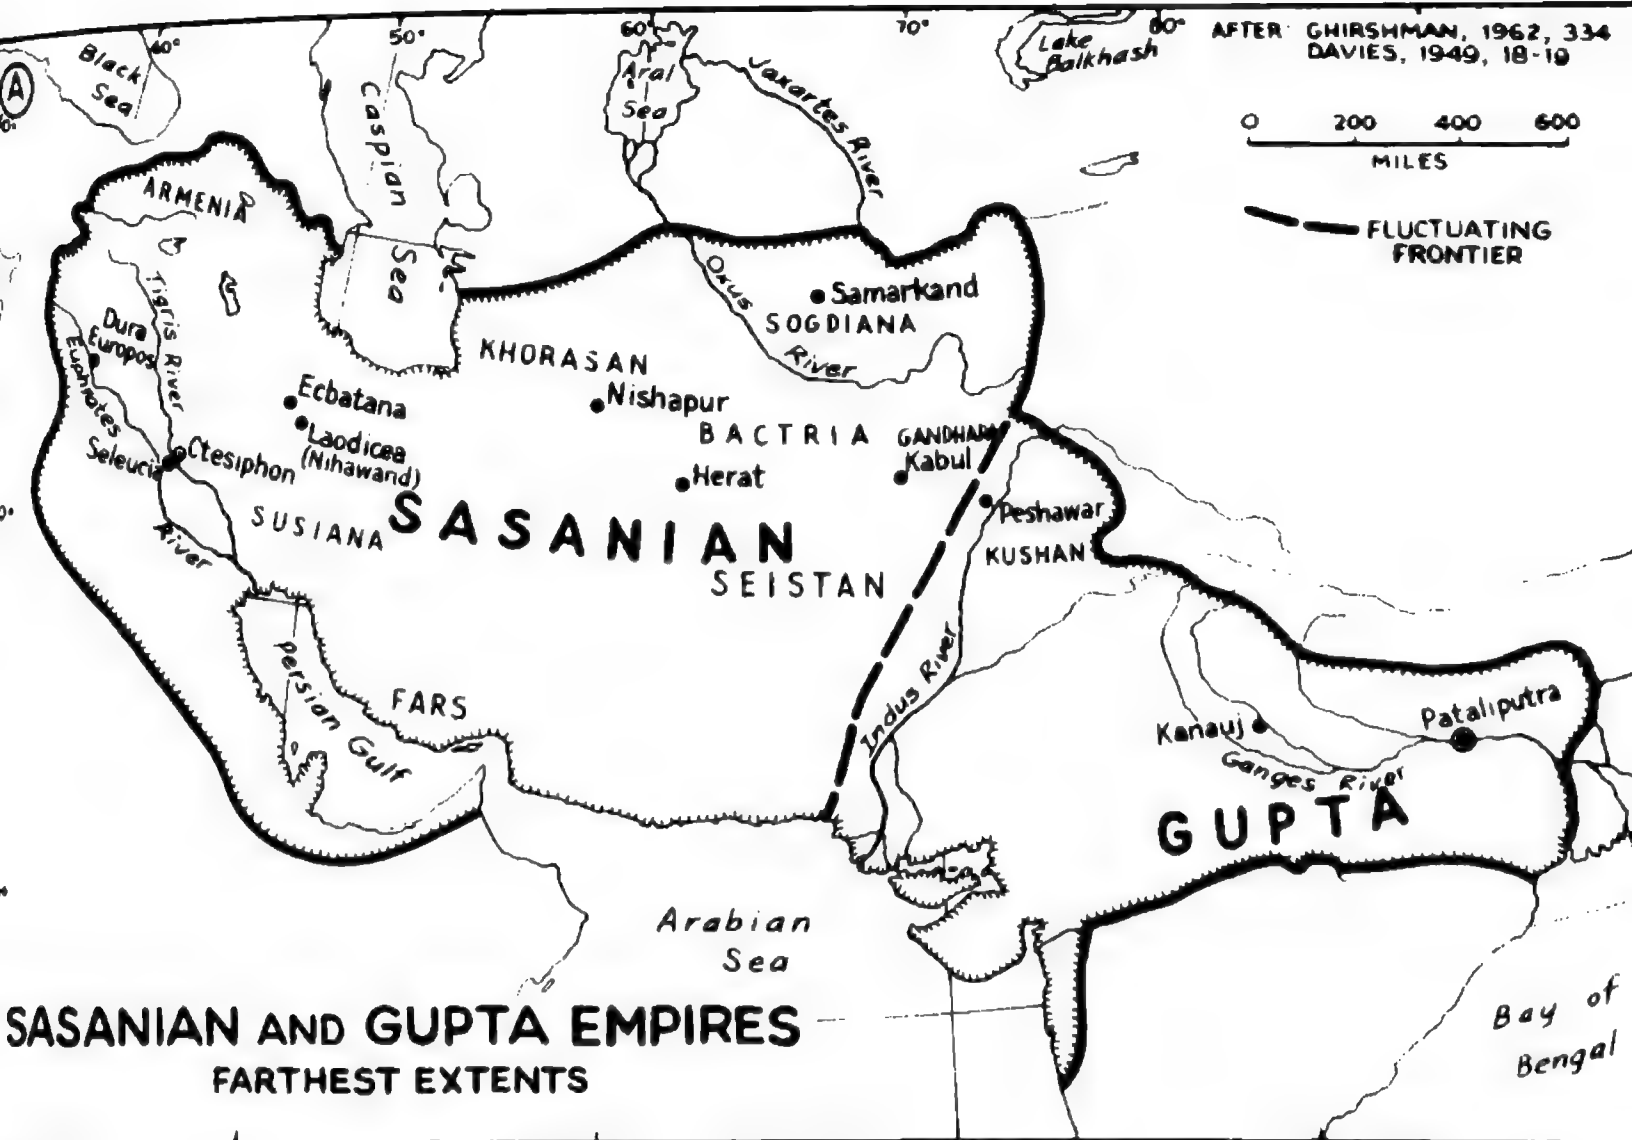 40°
50°
60°
70°
80°
AFTER GHIRSHMAN, 1962, 334
DAVIES, 1949, 18-19
A
Black
Sea
Caspian
Sea
Aral
Sea
Jaxartes River
Lake
Balkhash
0 200 400 600
MILES
FLUCTUATING
FRONTIER
ARMENIA
Tigris River
Oxus
River
Samarkand
SOGDIANA
Dura
Europos
Euphrates
River
KHORASAN
Ecbatana
Nishapur
Laodicea
(Nihawand)
BACTRIA
GANDHARA
Kabul
Seleucia
Ctesiphon
Herat
Peshawar
SUSIANA
SASANIAN
KUSHAN
SEISTAN
Persian
Gulf
FARS
Indus River
Kanauj
Pataliputra
Ganges River
GUPTA
Arabian
Sea
SASANIAN AND GUPTA EMPIRES
FARTHEST EXTENTS
Bay of
Bengal